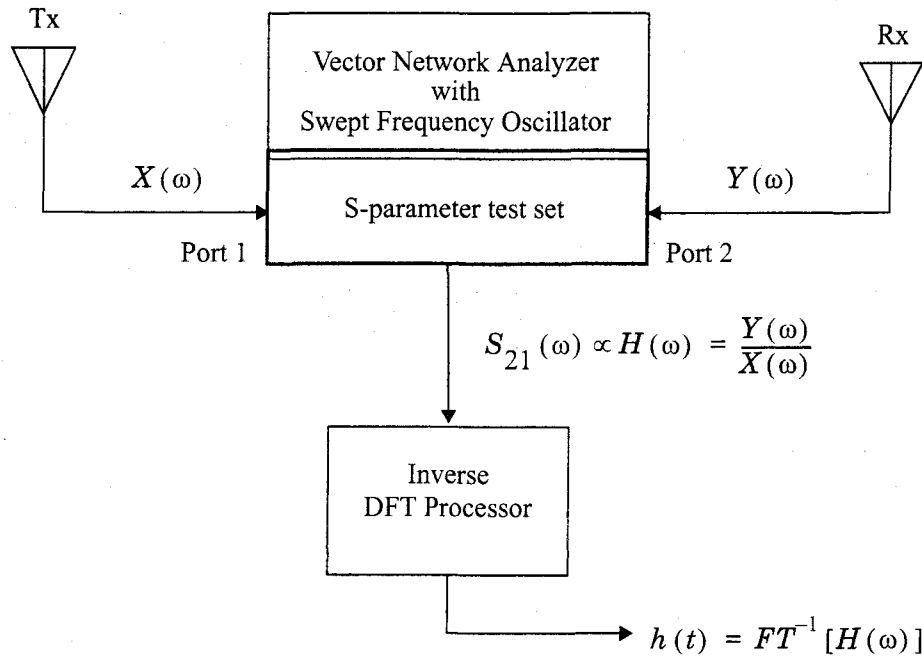 Tx
Rx
Vector Network Analyzer
with
Swept Frequency Oscillator
X(ω)
Y(ω)
S-parameter test set
Port 1
Port 2
S₂₁(ω) ∝ H(ω) = Y(ω)/X(ω)
Inverse
DFT Processor
h(t) = FT⁻¹[H(ω)]